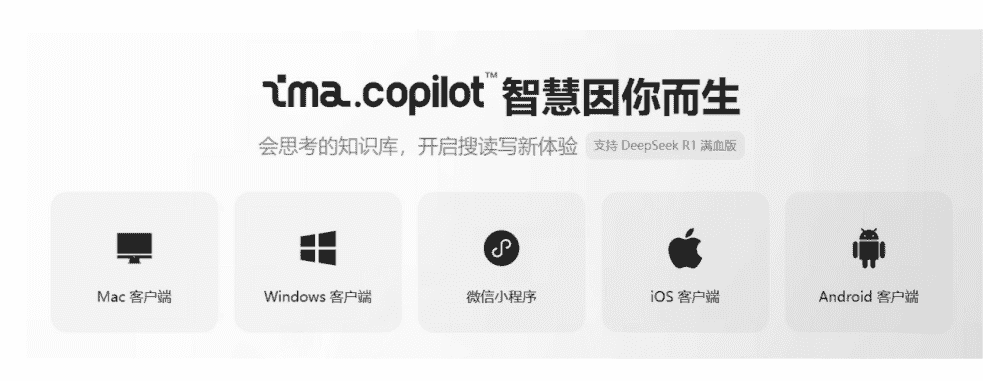 ima.copilot™ 智慧因你而生
会思考的知识库，开启搜读写新体验 支持 DeepSeek R1 满血版
Mac 客户端 Windows 客户端 微信小程序 iOS 客户端 Android 客户端